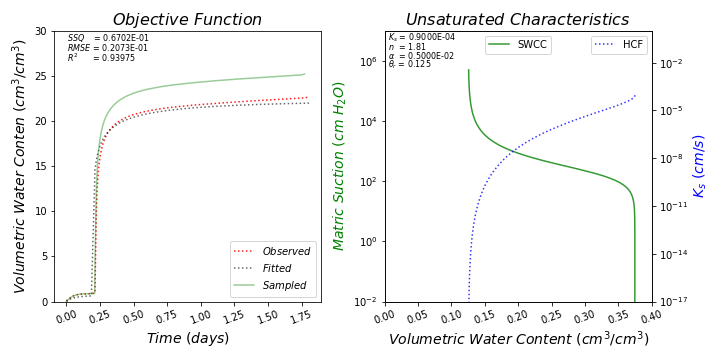 Objective Function
SSQ = 0.6702E-01
RMSE = 0.2073E-01
R² = 0.93975
30
25
20
15
10
5
0
Volumetric Water Conten (cm³/cm³)
Observed
Fitted
Sampled
0.00 0.25 0.50 0.75 1.00 1.25 1.50 1.75
Time (days)
Unsaturated Characteristics
Kₛ = 0.9000E-04
n = 1.81
α = 0.5000E-02
θᵣ = 0.125
SWCC
HCF
10⁶
10⁴
10²
10⁰
10⁻²
Matric Suction (cm H₂O)
10⁻²
10⁻⁵
10⁻⁸
10⁻¹¹
10⁻¹⁴
10⁻¹⁷
Kₛ (cm/s)
0.00 0.05 0.10 0.15 0.20 0.25 0.30 0.35 0.40
Volumetric Water Content (cm³/cm³)